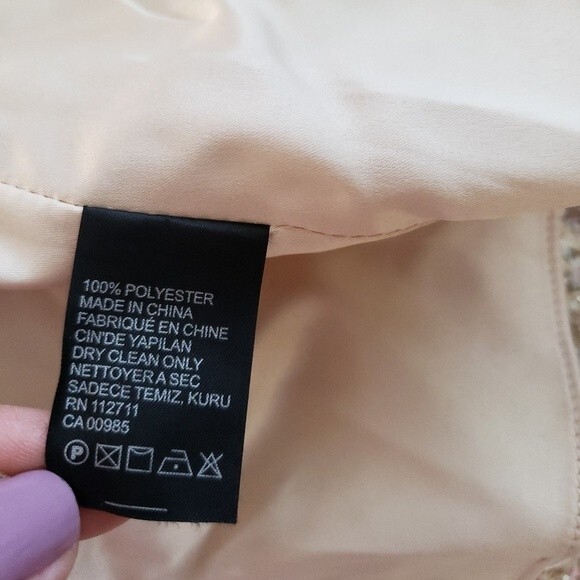 100% POLYESTER
MADE IN CHINA
FABRIQUÉ EN CHINE
CIN'DE YAPILAN
DRY CLEAN ONLY
NETTOYER A SEC
SADECE TEMIZ. KURU
RN 112711
CA 00985
P